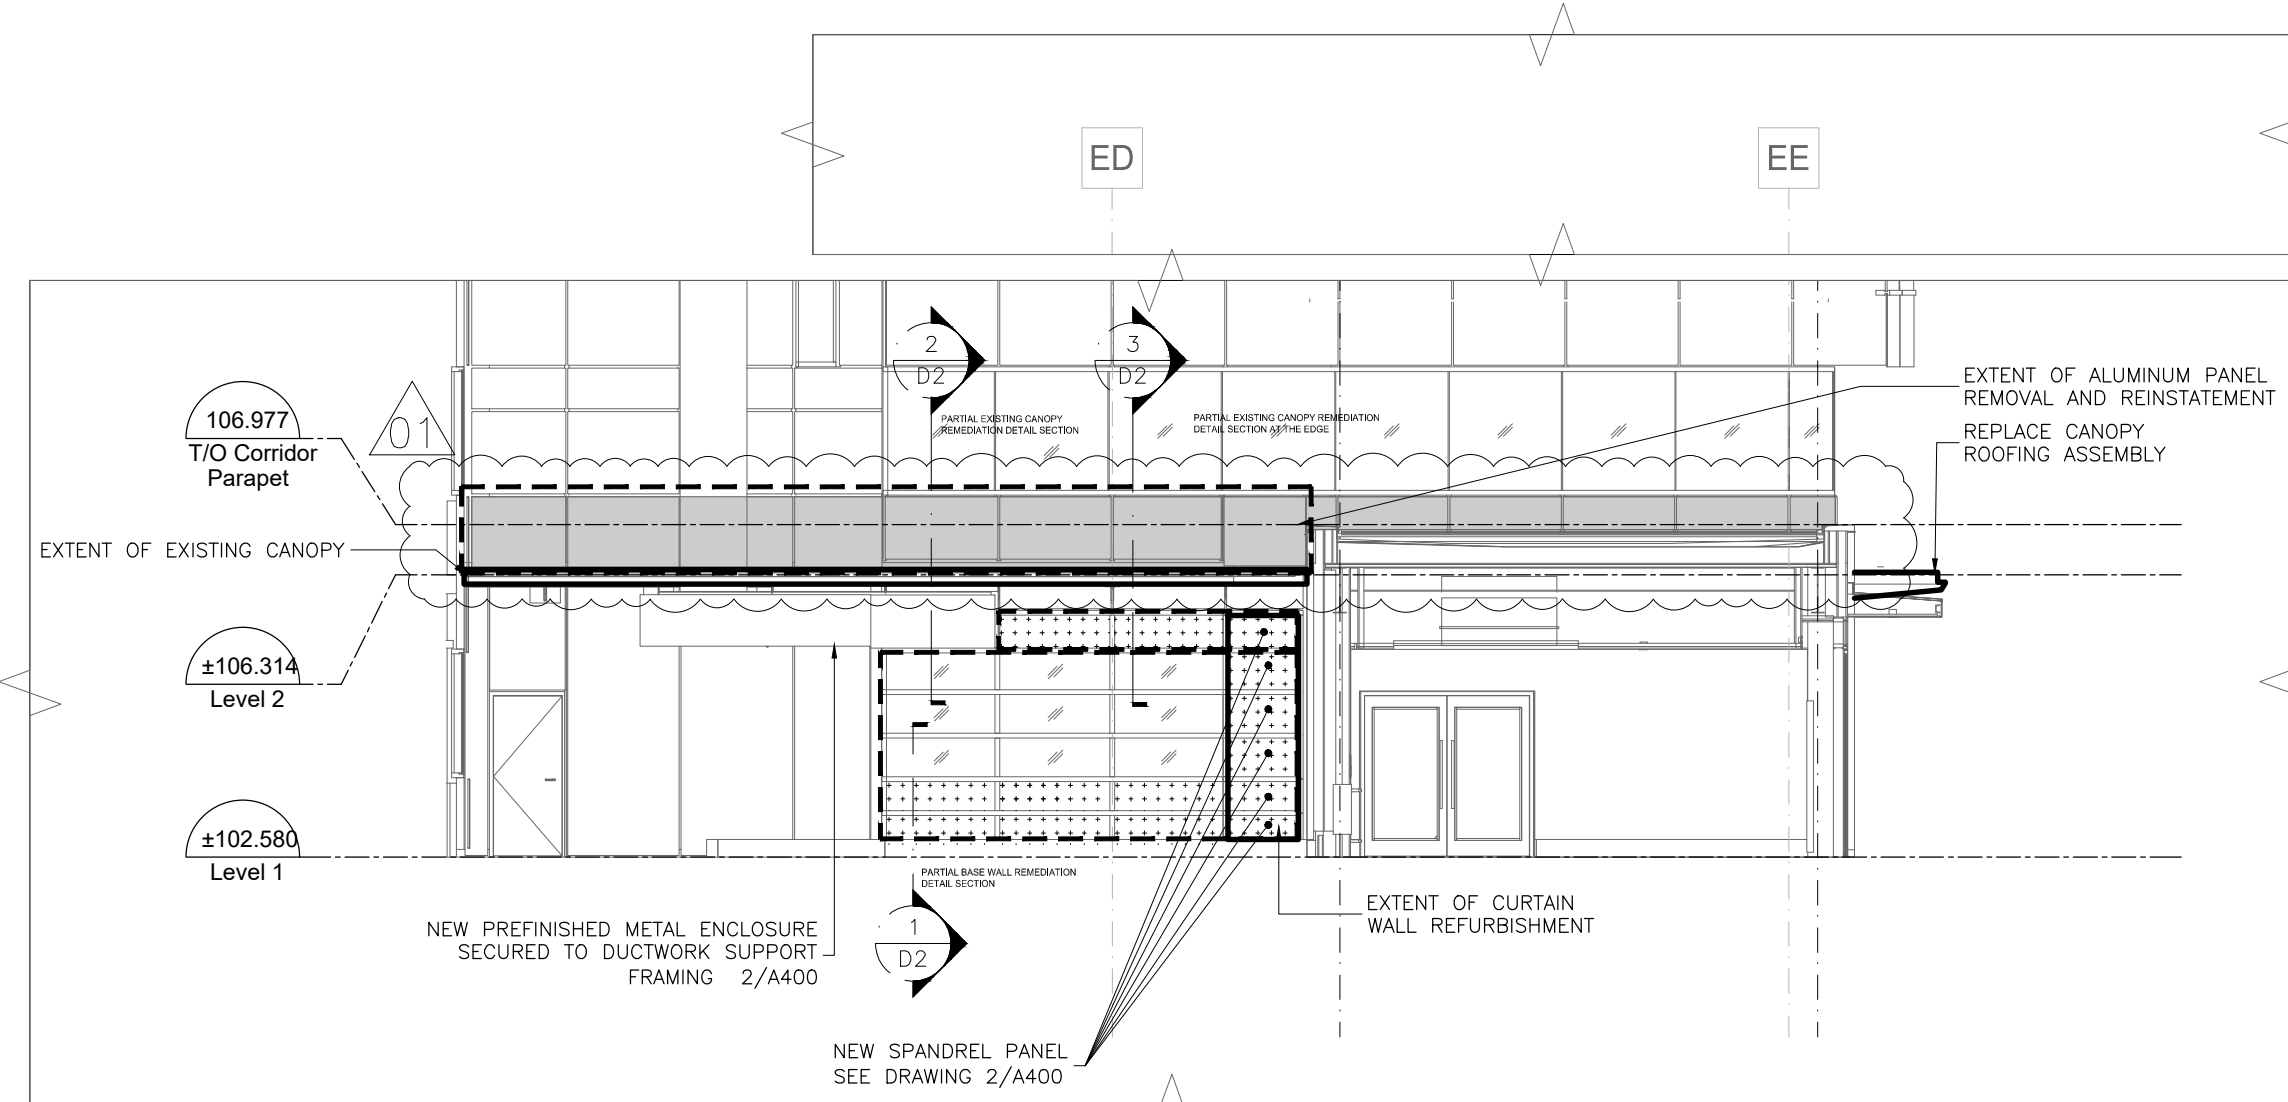 ED
EE
2
D2
3
D2
PARTIAL EXISTING CANOPY
REMEDIATION DETAIL SECTION
PARTIAL EXISTING CANOPY REMEDIATION
DETAIL SECTION AT THE EDGE
EXTENT OF ALUMINUM PANEL
REMOVAL AND REINSTATEMENT
REPLACE CANOPY
ROOFING ASSEMBLY
106.977
T/O Corridor
Parapet
01
EXTENT OF EXISTING CANOPY
±106.314
Level 2
±102.580
Level 1
PARTIAL BASE WALL REMEDIATION
DETAIL SECTION
1
D2
NEW PREFINISHED METAL ENCLOSURE
SECURED TO DUCTWORK SUPPORT
FRAMING 2/A400
EXTENT OF CURTAIN
WALL REFURBISHMENT
NEW SPANDREL PANEL
SEE DRAWING 2/A400